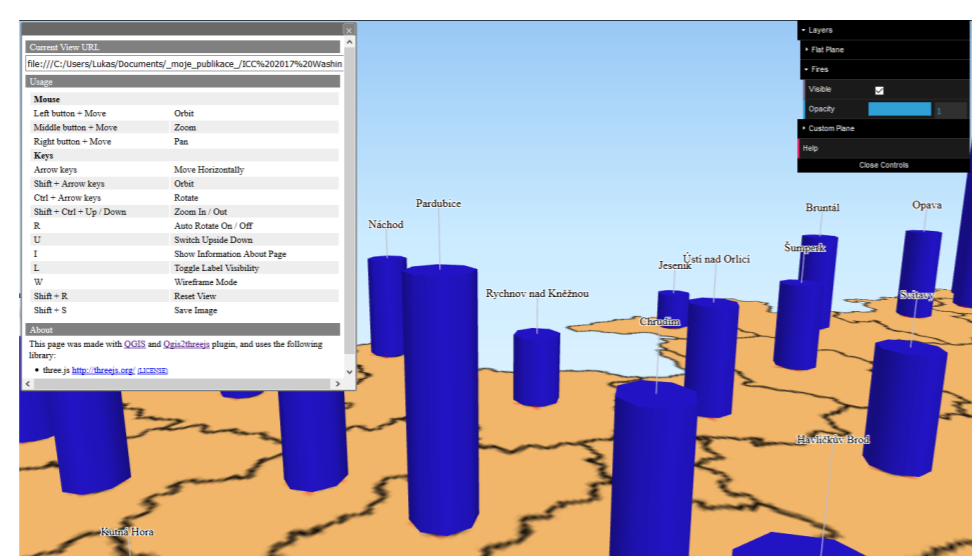 x
Current View URL
file:///C:/Users/Lukas/Documents/_moje_publikace_/ICC%202017%20Washin
Usage
Mouse
Left button + Move Orbit
Middle button + Move Zoom
Right button + Move Pan
Keys
Arrow keys Move Horizontally
Shift + Arrow keys Orbit
Ctrl + Arrow keys Rotate
Shift + Ctrl + Up / Down Zoom In / Out
R Auto Rotate On / Off
U Switch Upside Down
I Show Information About Page
L Toggle Label Visibility
W Wireframe Mode
Shift + R Reset View
Shift + S Save Image
About
This page was made with QGIS and Qgis2threejs plugin, and uses the following
library:
• three.js http://threejs.org/ (LICENSE)
Layers
Flat Plane
Fires
Visible
Opacity 1
Custom Plane
Help
Close Controls
Pardubice
Náchod
Bruntál
Opava
Šumperk
Ústí nad Orlicí
Jeseník
Rychnov nad Kněžnou
Svitavy
Chrudim
Havlíčkův Brod
Kutná Hora